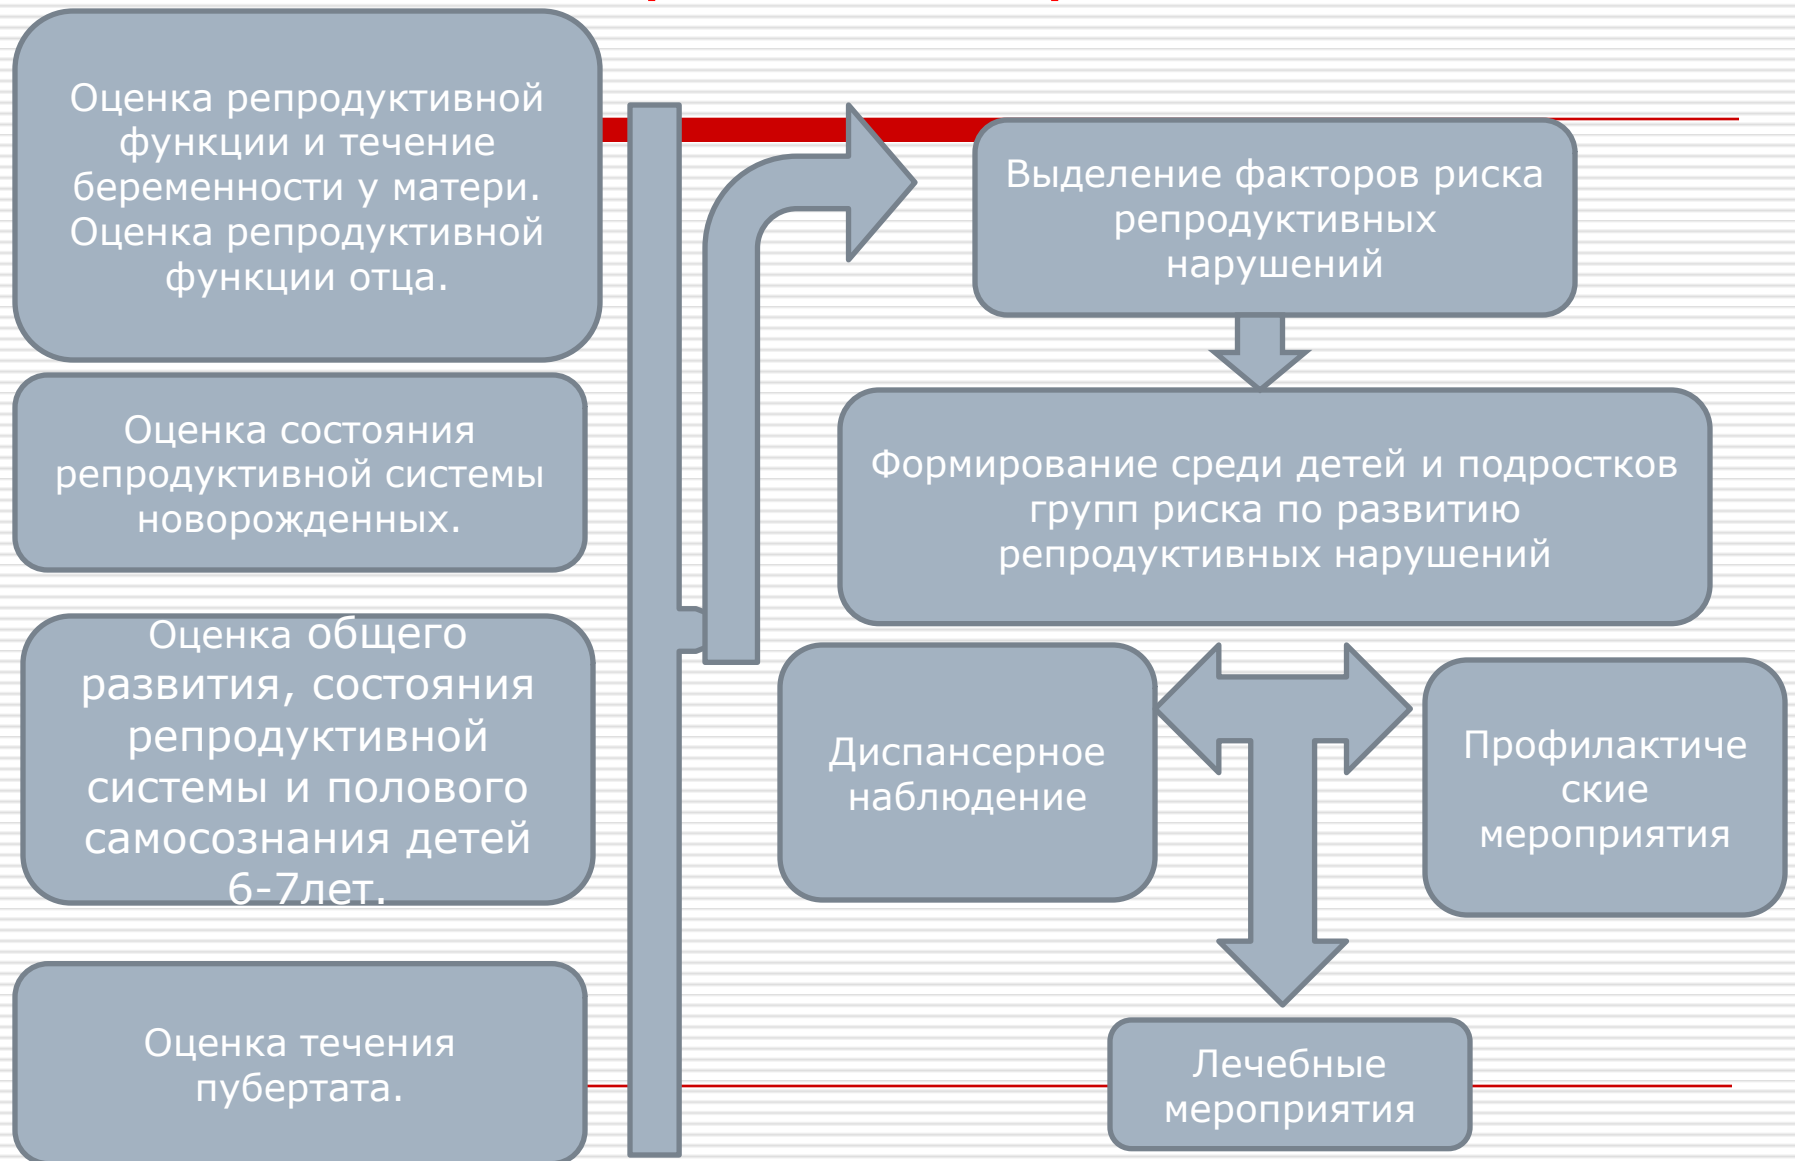 Оценка репродуктивной
функции и течение
беременности у матери.
Оценка репродуктивной
функции отца.
Оценка состояния
репродуктивной системы
новорожденных.
Оценка общего
развития, состояния
репродуктивной
системы и полового
самосознания детей
6-7лет.
Оценка течения
пубертата.
Выделение факторов риска
репродуктивных
нарушений
Формирование среди детей и подростков
групп риска по развитию
репродуктивных нарушений
Диспансерное
наблюдение
Профилактиче
ские
мероприятия
Лечебные
мероприятия